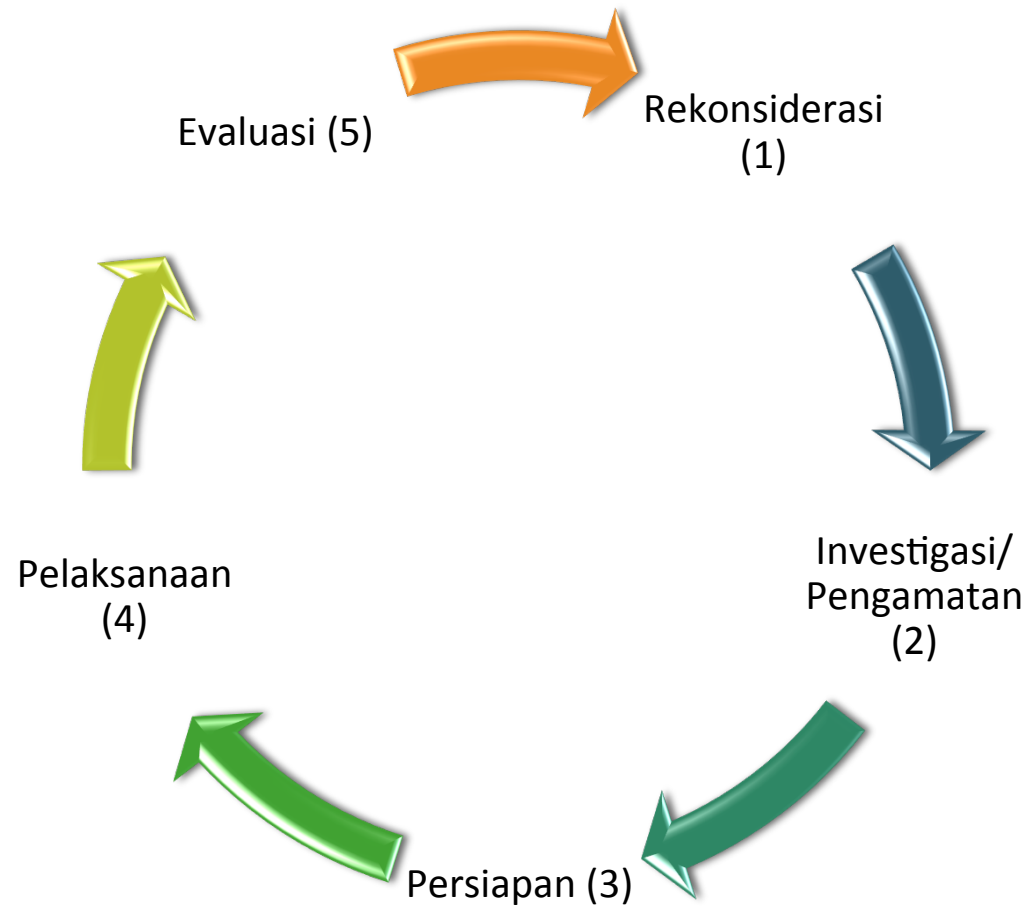 Rekonsiderasi
(1)
Investigasi/
Pengamatan
(2)
Persiapan (3)
Pelaksanaan
(4)
Evaluasi (5)